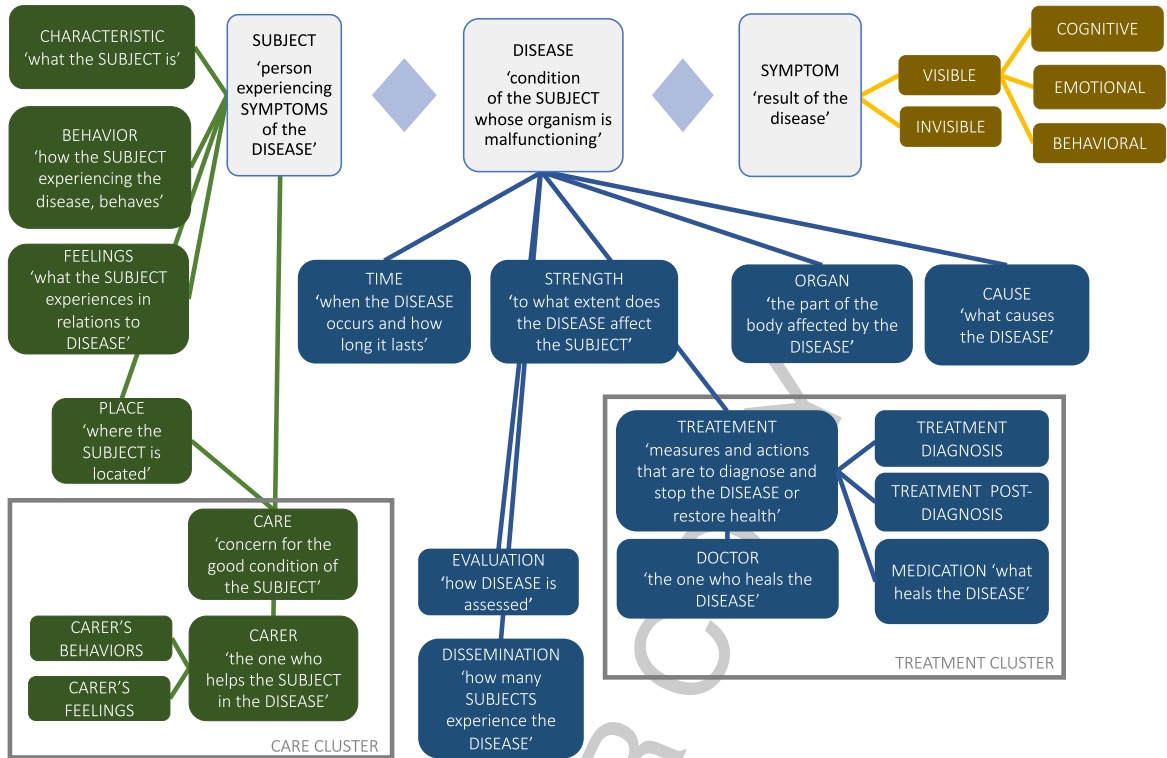 CHARACTERISTIC
‘what the SUBJECT is’
BEHAVIOR
‘how the SUBJECT
experiencing the
disease, behaves’
FEELINGS
‘what the SUBJECT
experiences in
relations to
DISEASE’
PLACE
‘where the
SUBJECT is
located’
SUBJECT
‘person
experiencing
SYMPTOMS
of the
DISEASE’
DISEASE
‘condition
of the SUBJECT
whose organism is
malfunctioning’
SYMPTOM
‘result of the
disease’
VISIBLE
INVISIBLE
COGNITIVE
EMOTIONAL
BEHAVIORAL
TIME
‘when the DISEASE
occurs and how
long it lasts’
STRENGTH
‘to what extent does
the DISEASE affect
the SUBJECT’
ORGAN
‘the part of the
body affected by the
DISEASE’
CAUSE
‘what causes
the DISEASE’
CARE
‘concern for the
good condition of
the SUBJECT’
CARER’S
BEHAVIORS
CARER’S
FEELINGS
CARER
‘the one who
helps the SUBJECT
in the DISEASE’
CARE CLUSTER
EVALUATION
‘how DISEASE is
assessed’
DISSEMINATION
‘how many
SUBJECTS
experience the
DISEASE’
TREATEMENT
‘measures and actions
that are to diagnose and
stop the DISEASE or
restore health’
DOCTOR
‘the one who heals the
DISEASE’
TREATMENT
DIAGNOSIS
TREATMENT POST-
DIAGNOSIS
MEDICATION ‘what
heals the DISEASE’
TREATMENT CLUSTER